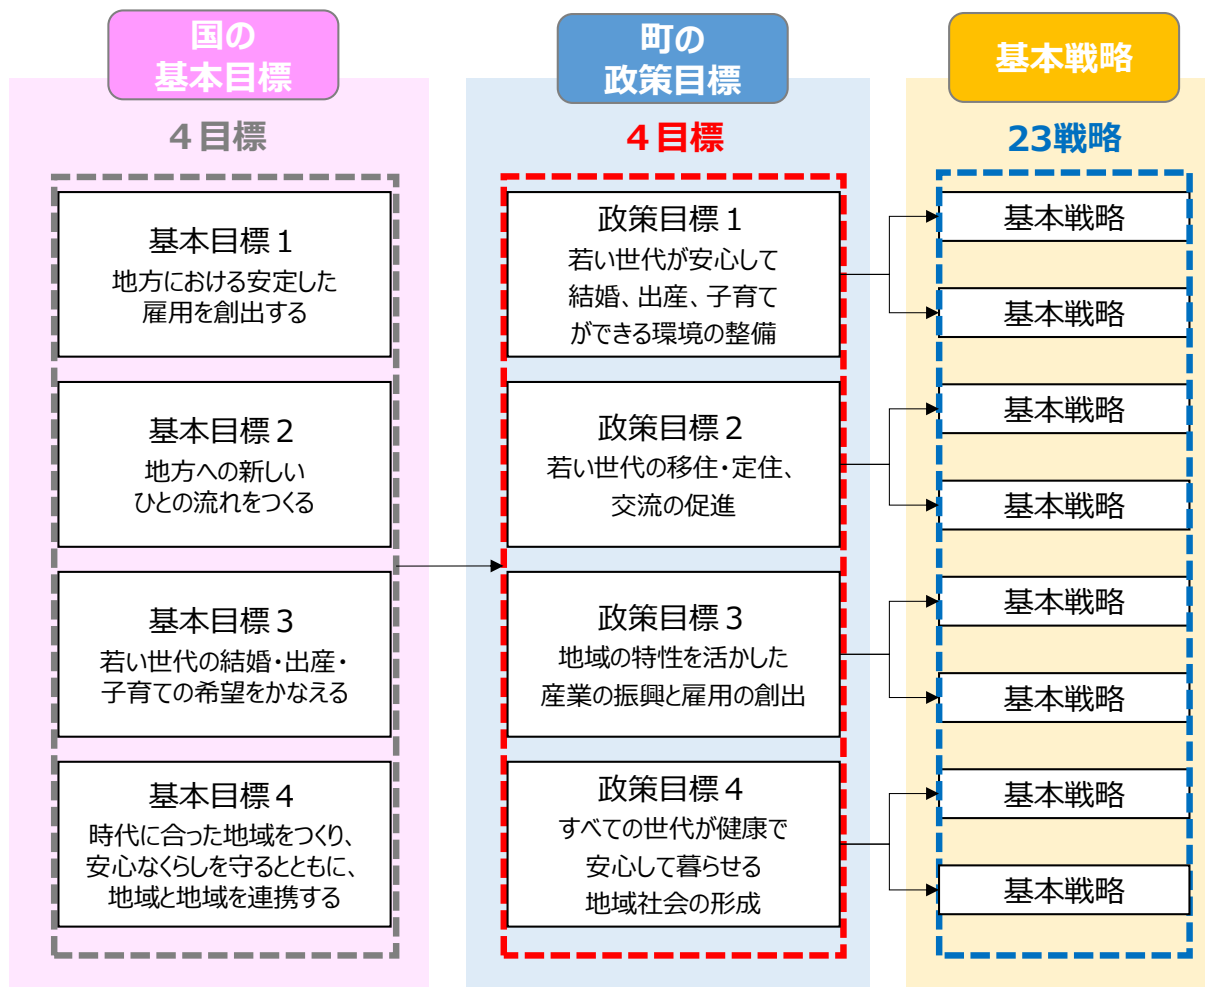 国の
基本目標
4目標
基本目標1
地方における安定した
雇用を創出する
基本目標2
地方への新しい
ひとの流れをつくる
基本目標3
若い世代の結婚・出産・
子育ての希望をかなえる
基本目標4
時代に合った地域をつくり、
安心なくらしを守るとともに、
地域と地域を連携する
町の
政策目標
4目標
政策目標1
若い世代が安心して
結婚、出産、子育て
ができる環境の整備
政策目標2
若い世代の移住・定住、
交流の促進
政策目標3
地域の特性を活かした
産業の振興と雇用の創出
政策目標4
すべての世代が健康で
安心して暮らせる
地域社会の形成
基本戦略
23戦略
基本戦略
基本戦略
基本戦略
基本戦略
基本戦略
基本戦略
基本戦略
基本戦略